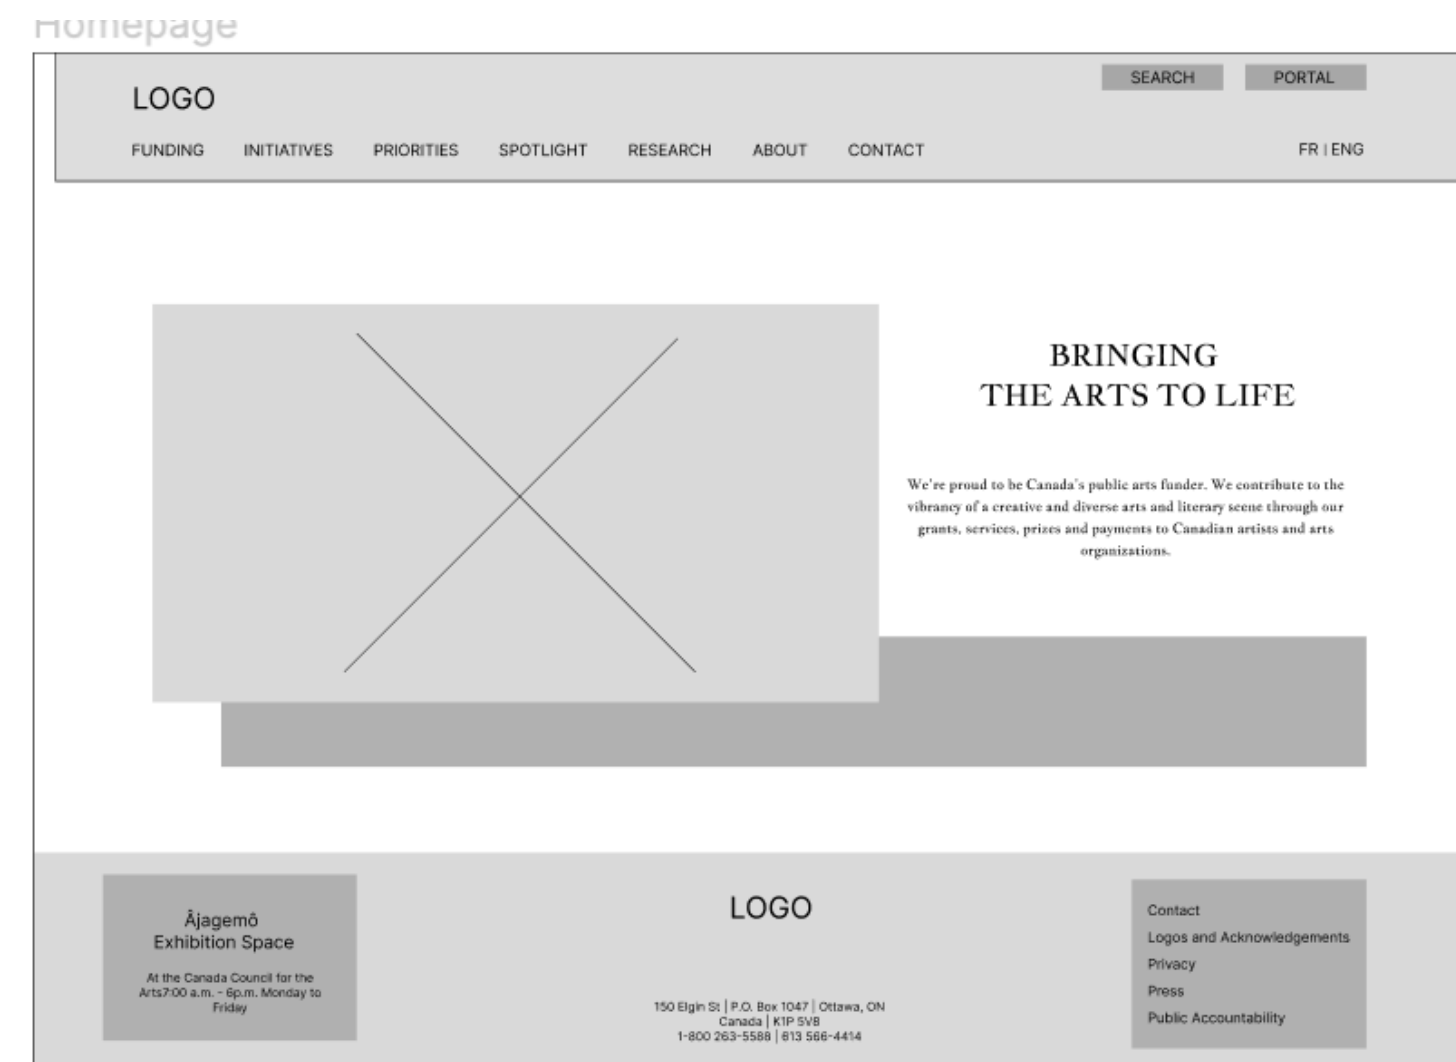 Homepage
SEARCH
PORTAL
LOGO
FUNDING INITIATIVES PRIORITIES SPOTLIGHT RESEARCH ABOUT CONTACT
FR | ENG
BRINGING
THE ARTS TO LIFE
We're proud to be Canada's public arts funder. We contribute to the
vibrancy of a creative and diverse arts and literary scene through our
grants, services, prizes and payments to Canadian artists and arts
organizations.
Âjagemô
Exhibition Space
At the Canada Council for the
Arts7:00 a.m. - 6p.m. Monday to
Friday
LOGO
150 Elgin St | P.O. Box 1047 | Ottawa, ON
Canada | K1P 5V8
1-800 263-5588 | 613 566-4414
Contact
Logos and Acknowledgements
Privacy
Press
Public Accountability